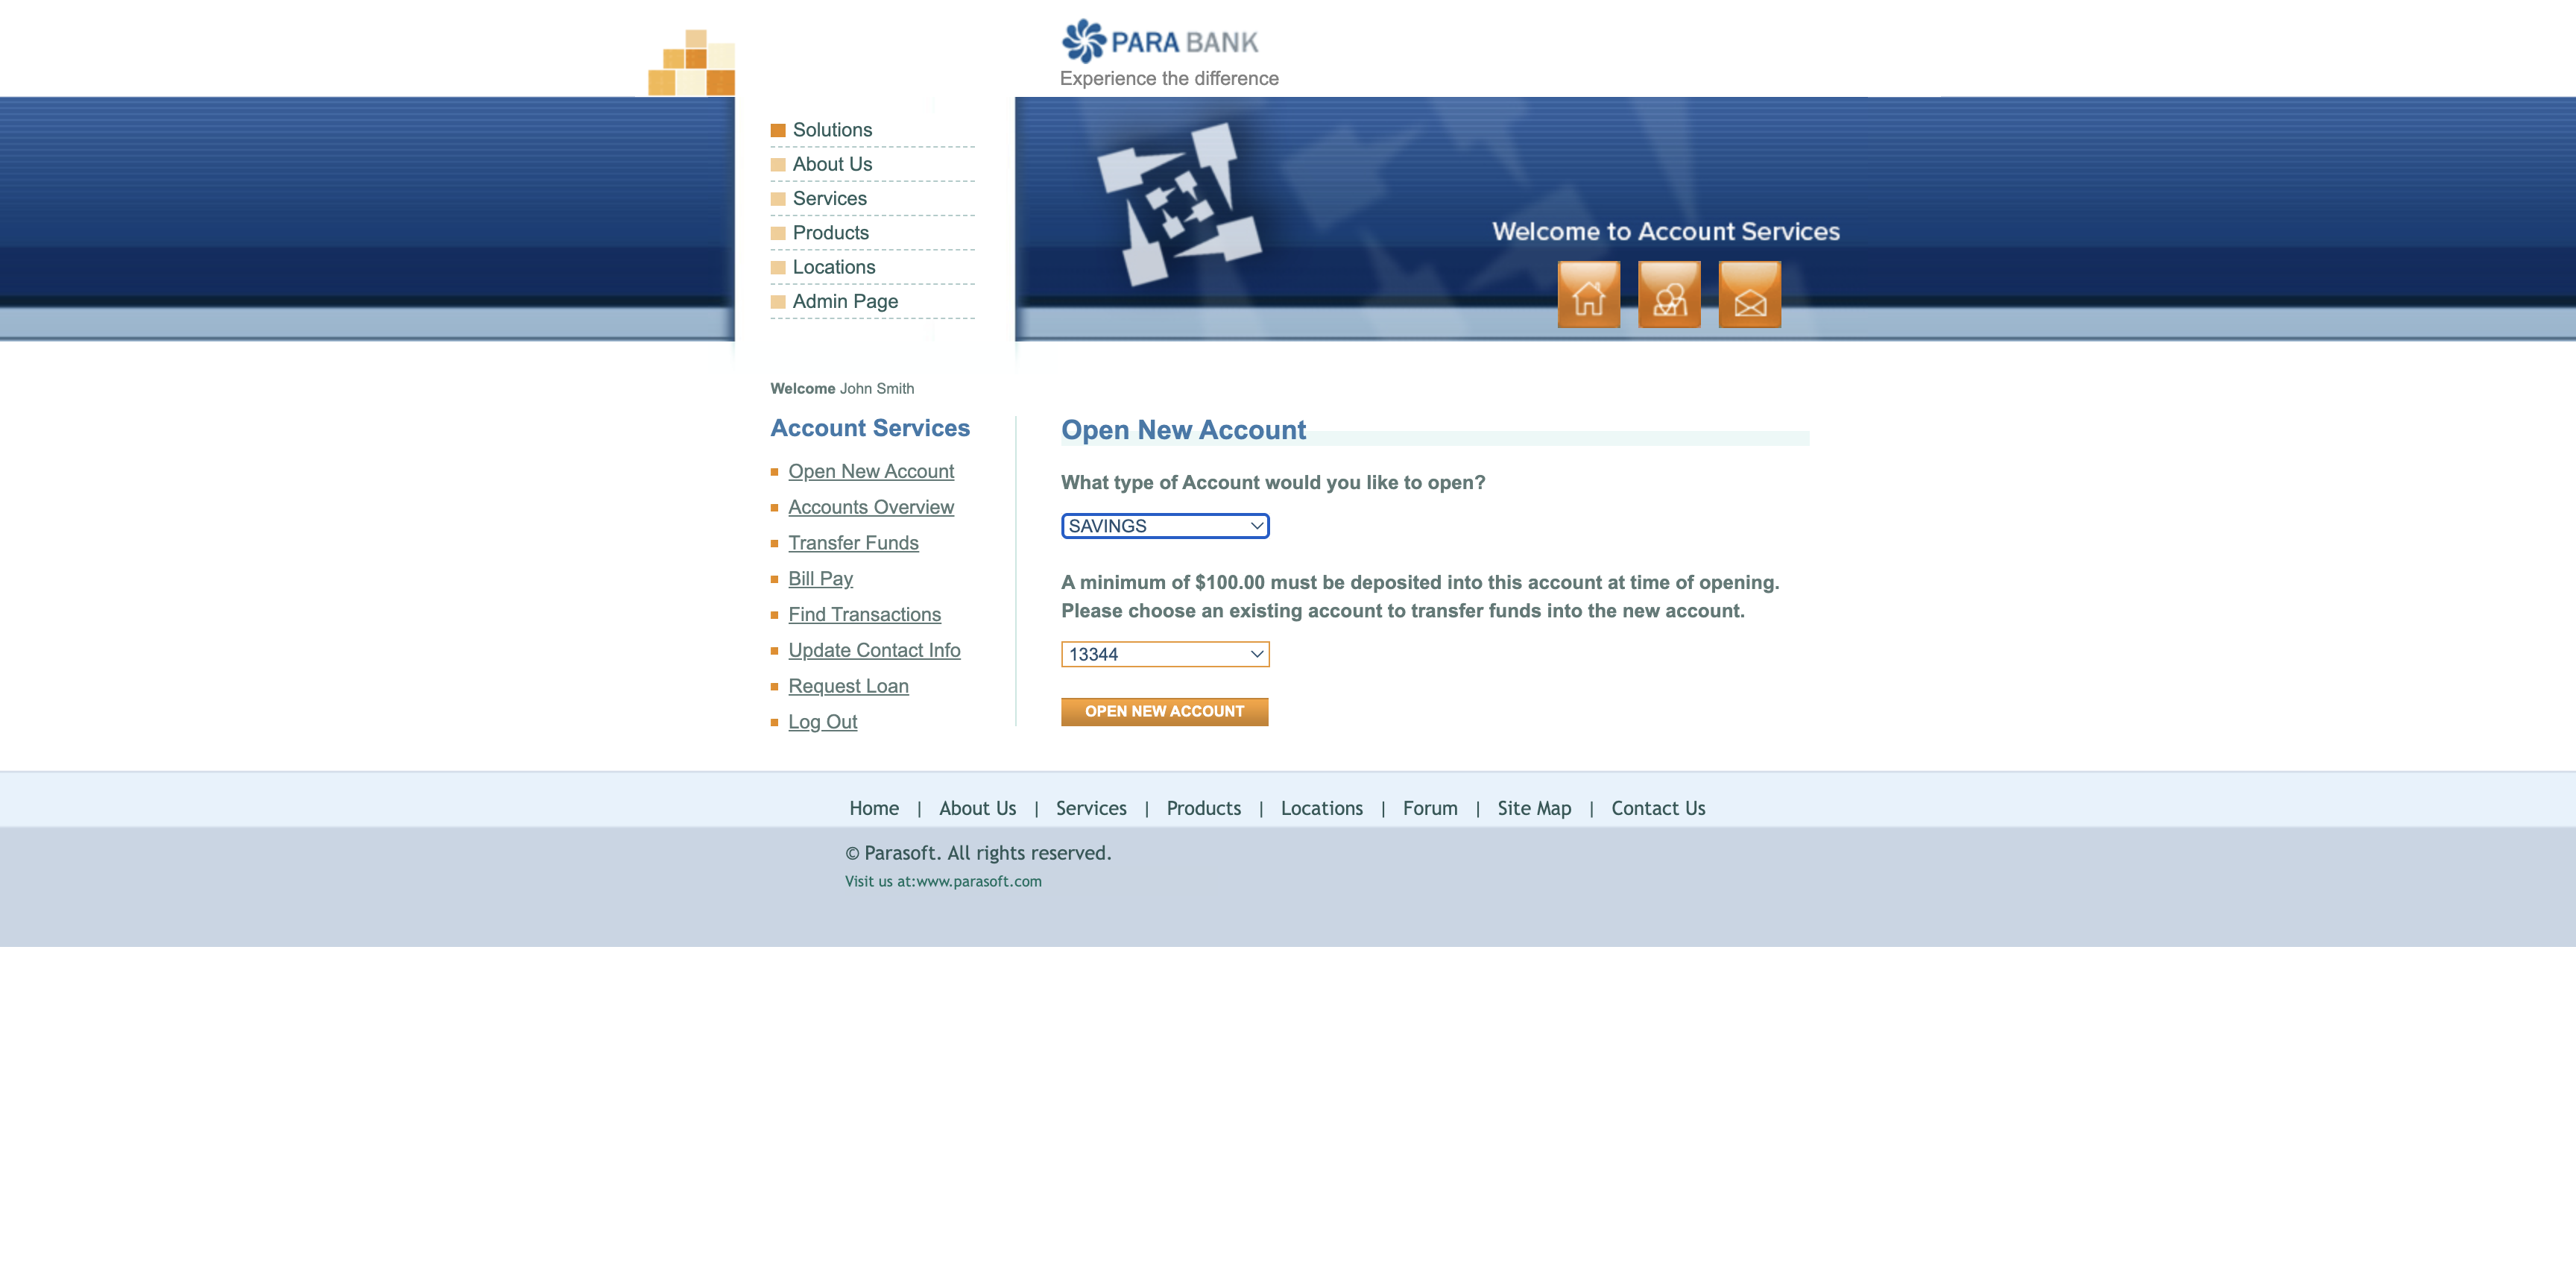 PARA BANK
Experience the difference
Solutions
About Us
Services
Products
Locations
Admin Page
Welcome to Account Services
Welcome John Smith
Account Services
Open New Account
Accounts Overview
Transfer Funds
Bill Pay
Find Transactions
Update Contact Info
Request Loan
Log Out
Open New Account
What type of Account would you like to open?
SAVINGS
A minimum of $100.00 must be deposited into this account at time of opening.
Please choose an existing account to transfer funds into the new account.
13344
OPEN NEW ACCOUNT
Home | About Us | Services | Products | Locations | Forum | Site Map | Contact Us
© Parasoft. All rights reserved.
Visit us at:www.parasoft.com